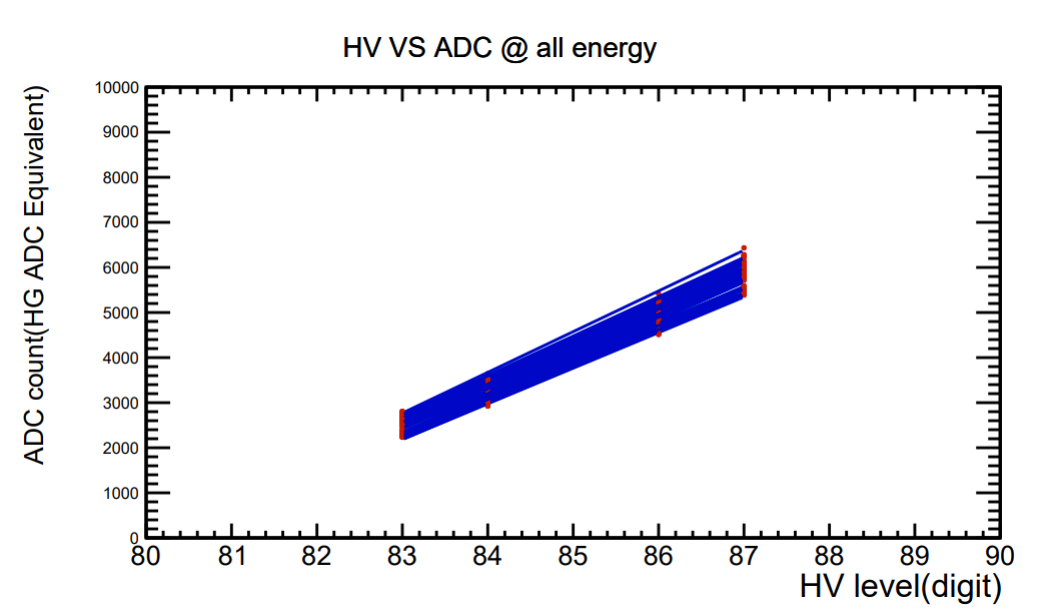 HV VS ADC @ all energy
ADC count(HG ADC Equivalent)
10000
9000
8000
7000
6000
5000
4000
3000
2000
1000
0
80 81 82 83 84 85 86 87 88 89 90
HV level(digit)